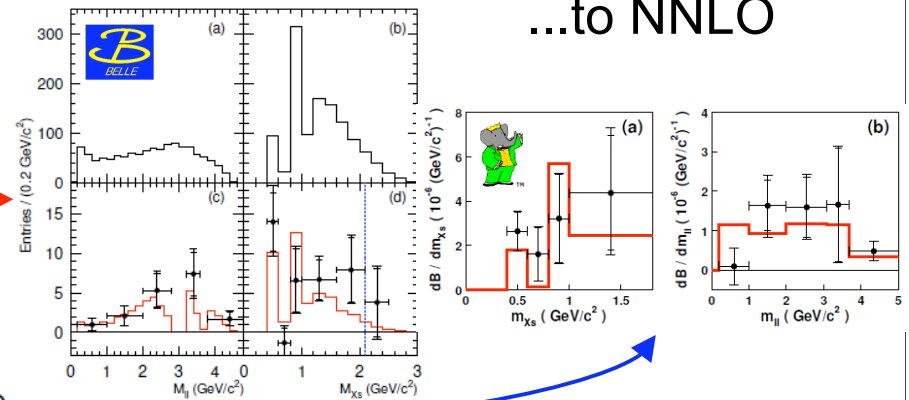 ...to NNLO
B
BELLE
Entries / (0.2 GeV/c²)
300
200
100
0
(a)
(b)
15
10
5
0
(c)
(d)
0 1 2 3 4 0 1 2 3
M_ll (GeV/c²)
M_Xs (GeV/c²)
dB / dm_Xs ( 10⁻⁶ (GeV/c²)⁻¹ )
8
6
4
2
0
(a)
TM
0 0.5 1 1.5
m_Xs ( GeV/c² )
dB / dm_ll ( 10⁻⁶ (GeV/c²)⁻¹ )
4
3
2
1
0
(b)
0 1 2 3 4 5
m_ll ( GeV/c² )